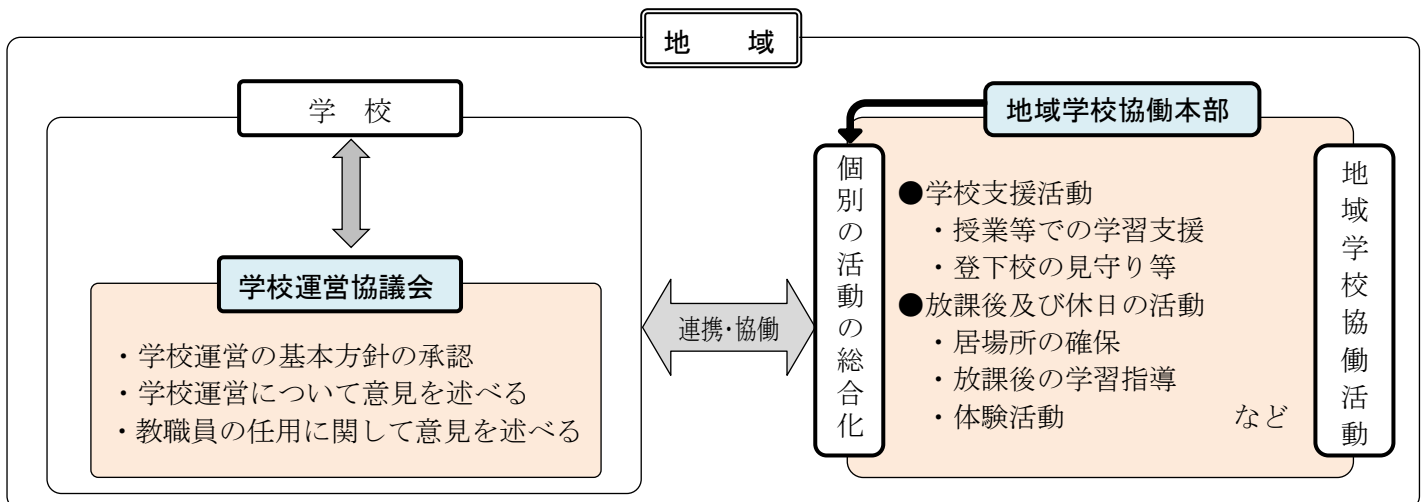 地　域
学 校
学校運営協議会
・学校運営の基本方針の承認
・学校運営について意見を述べる
・教職員の任用に関して意見を述べる
連携・協働
地域学校協働本部
個別の活動の総合化
●学校支援活動
・授業等での学習支援
・登下校の見守り等
●放課後及び休日の活動
・居場所の確保
・放課後の学習指導
・体験活動　など
地域学校協働活動